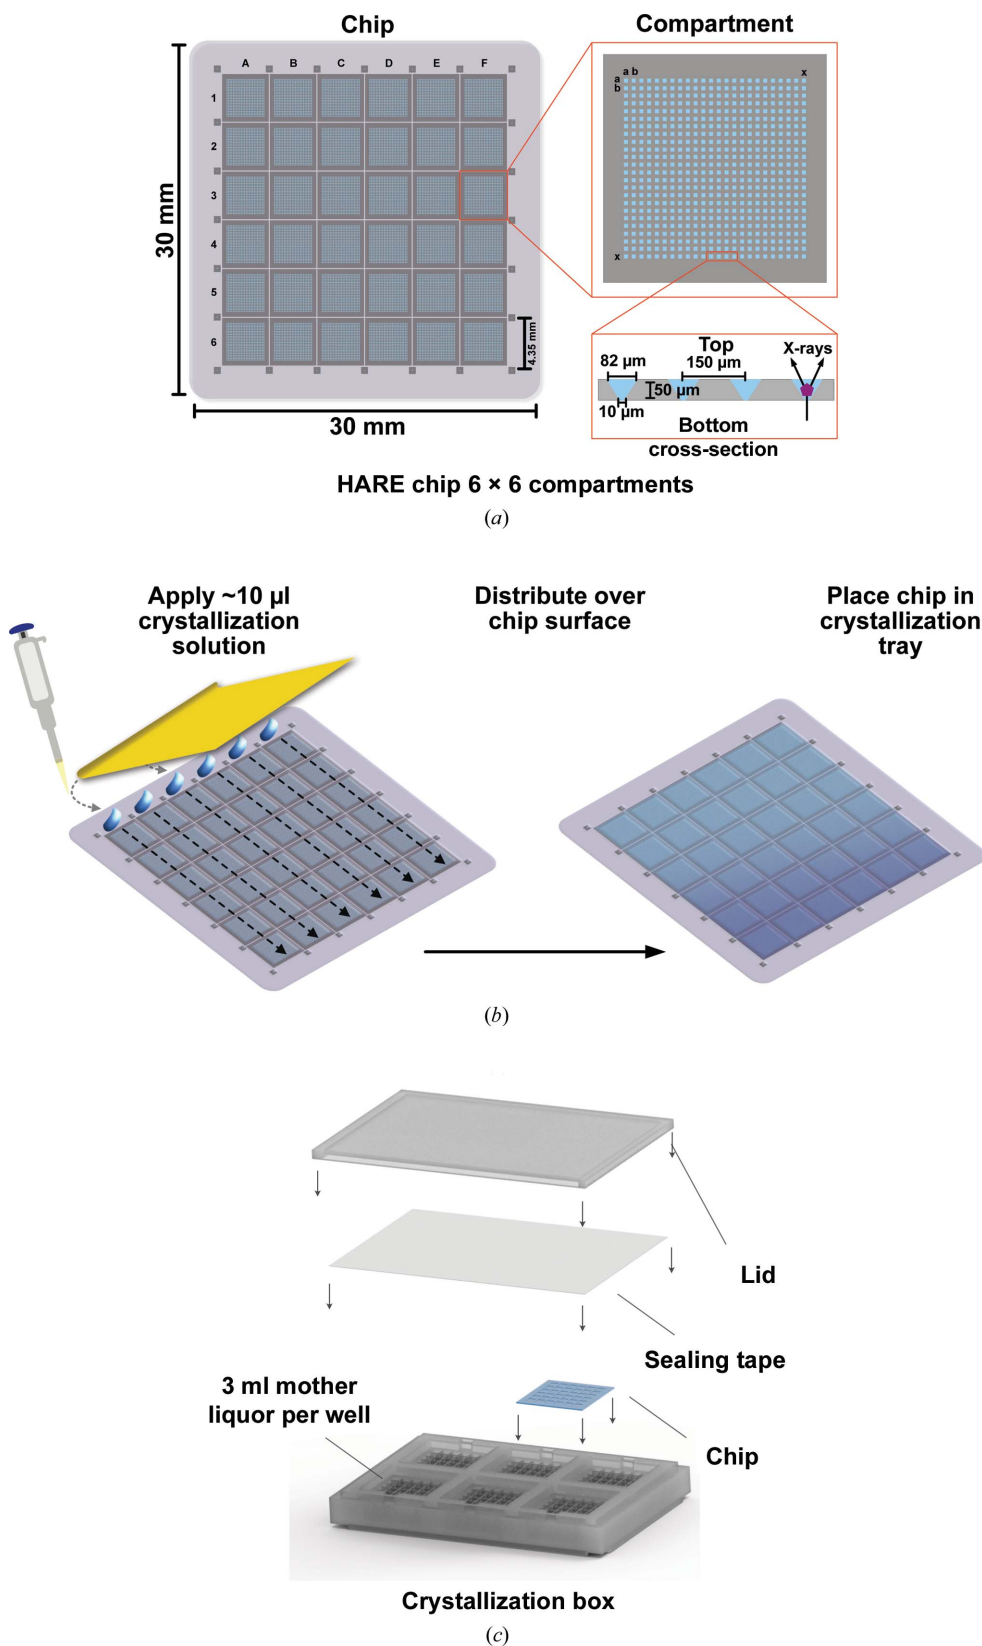 Chip
Compartment
A B C D E F
1
2
3
4
5
6
30 mm
30 mm
4.35 mm
a b x
a
b
x
Top
X-rays
82 µm
150 µm
50 µm
10 µm
Bottom
cross-section
HARE chip 6 × 6 compartments
(a)
Apply ~10 µl
crystallization
solution
Distribute over
chip surface
Place chip in
crystallization
tray
(b)
Lid
Sealing tape
3 ml mother
liquor per well
Chip
Crystallization box
(c)